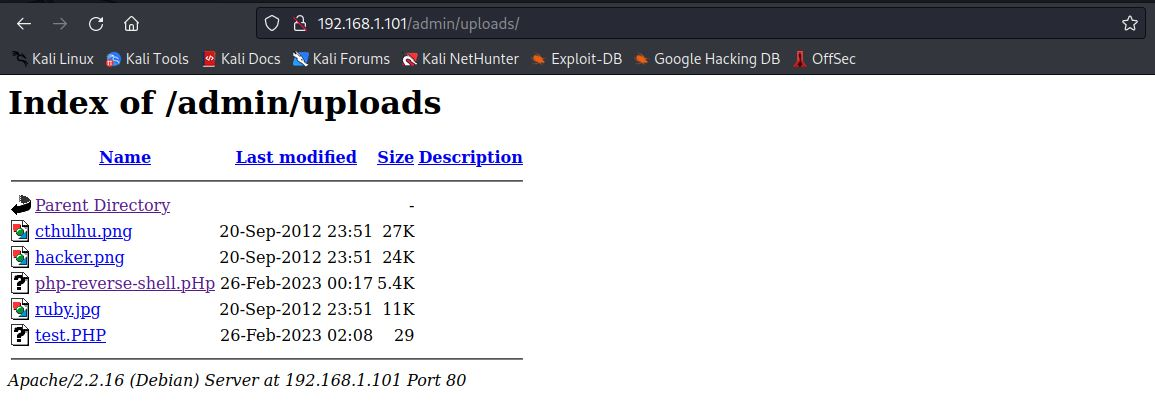 192.168.1.101/admin/uploads/
Kali Linux Kali Tools Kali Docs Kali Forums Kali NetHunter Exploit-DB Google Hacking DB OffSec
Index of /admin/uploads
Name Last modified Size Description
Parent Directory -
cthulhu.png 20-Sep-2012 23:51 27K
hacker.png 20-Sep-2012 23:51 24K
php-reverse-shell.pHp 26-Feb-2023 00:17 5.4K
ruby.jpg 20-Sep-2012 23:51 11K
test.PHP 26-Feb-2023 02:08 29
Apache/2.2.16 (Debian) Server at 192.168.1.101 Port 80